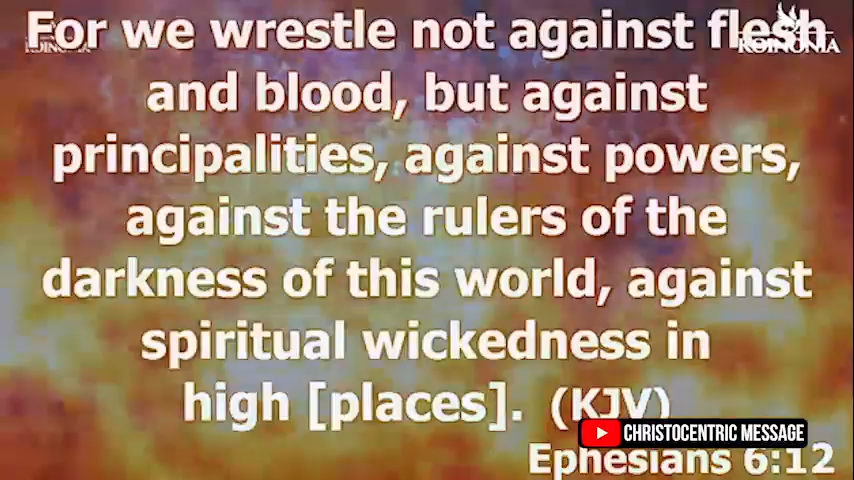 For we wrestle not against flesh
KOINONIA
KOINONIA
and blood, but against
principalities, against powers,
against the rulers of the
darkness of this world, against
spiritual wickedness in
high [places]. (KJV)
CHRISTOCENTRIC MESSAGE
Ephesians 6:12